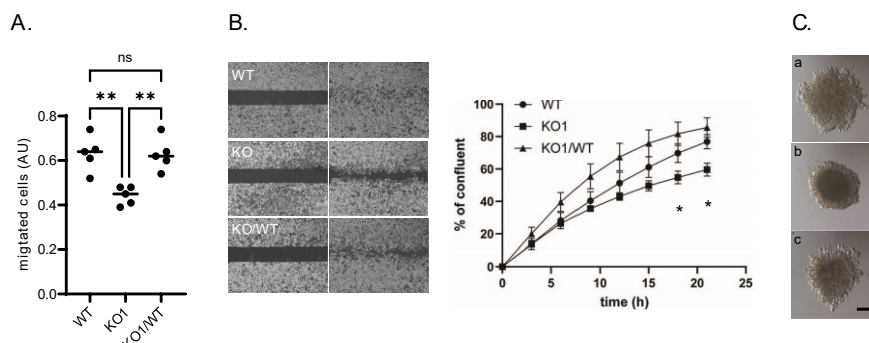 A.
B.
C.
ns
** **
0.8
0.6
0.4
0.2
0.0
migtated cells (AU)
WT
KO1
KO1/WT
WT
KO
KO/WT
100
80
60
40
20
0
% of confluent
WT
KO1
KO1/WT
* *
0 5 10 15 20 25
time (h)
a
b
c